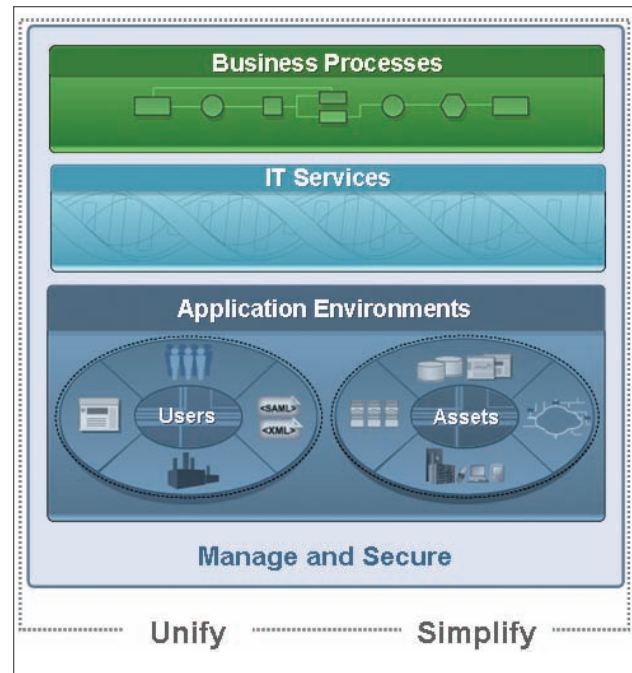 Business Processes
IT Services
Application Environments
Users
<SAML>
<XML>
Assets
Manage and Secure
Unify
Simplify